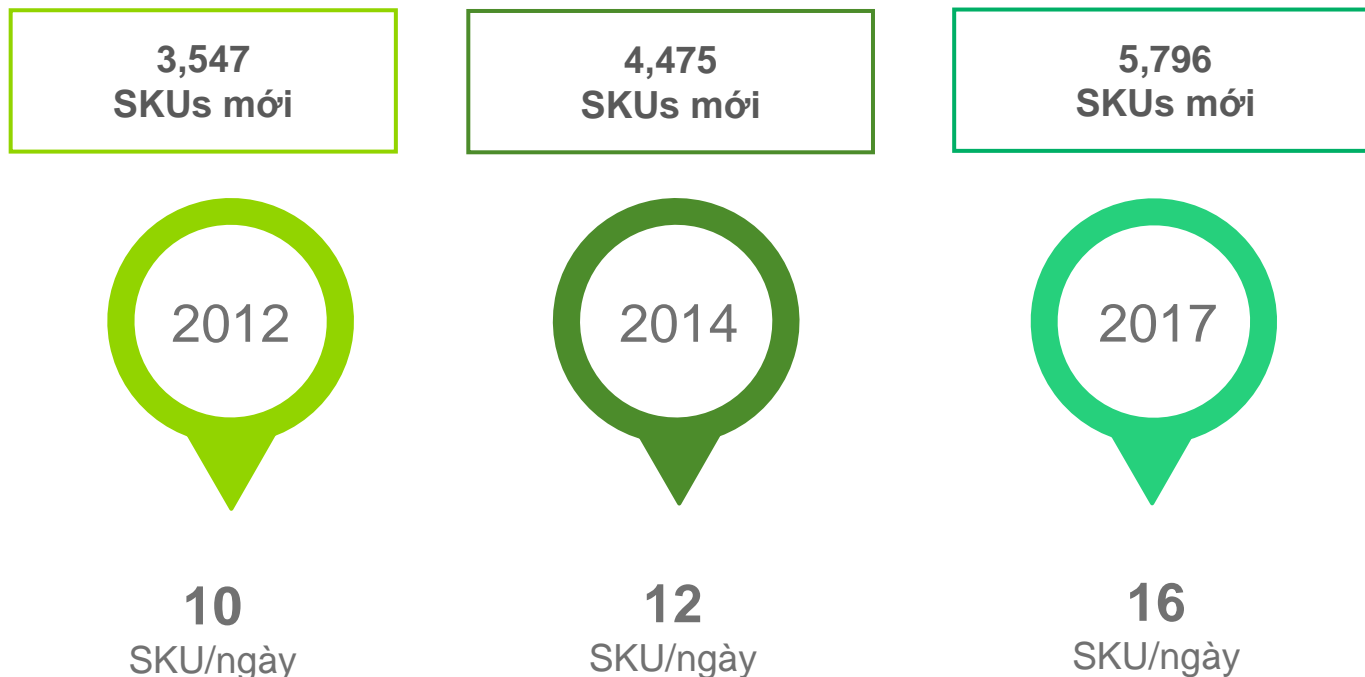 3,547
SKUs mới
4,475
SKUs mới
5,796
SKUs mới
2012
2014
2017
10
SKU/ngày
12
SKU/ngày
16
SKU/ngày